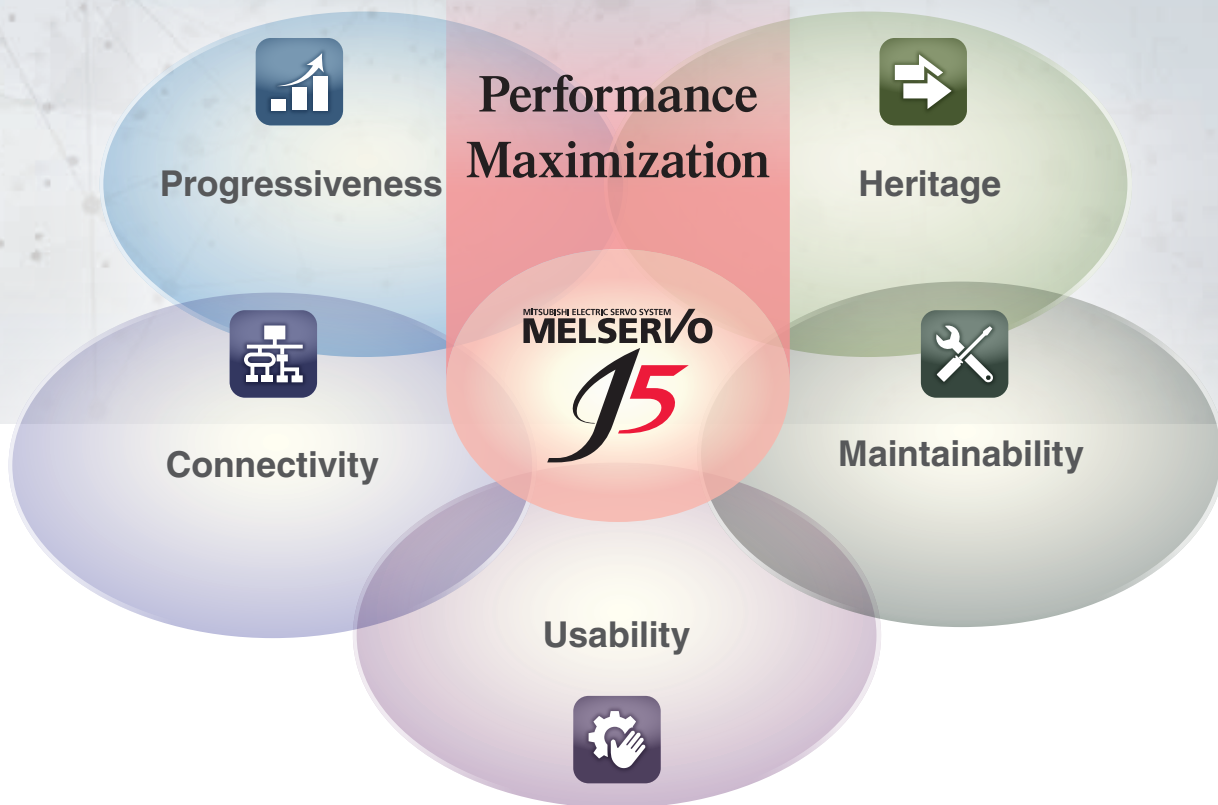 Performance
Maximization
Progressiveness
Heritage
MITSUBISHI ELECTRIC SERVO SYSTEM
MELSERVO
J5
Connectivity
Maintainability
Usability